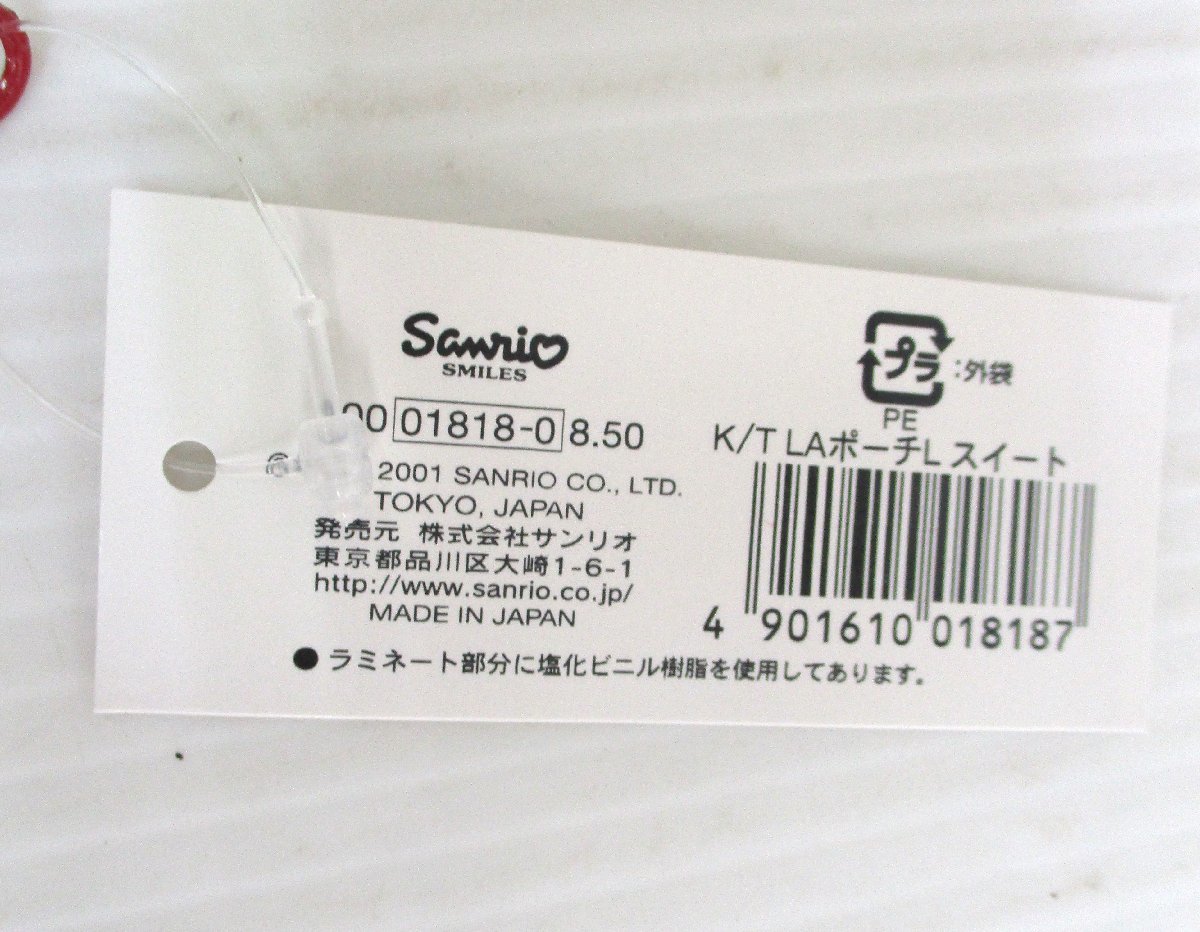 Sanrio
SMILES
プラ :外袋
PE
00 01818-0 8.50
K/T LAポーチL スイート
2001 SANRIO CO., LTD.
TOKYO, JAPAN
発売元 株式会社サンリオ
東京都品川区大崎1-6-1
http://www.sanrio.co.jp/
MADE IN JAPAN
4 901610 018187
●ラミネート部分に塩化ビニル樹脂を使用してあります。